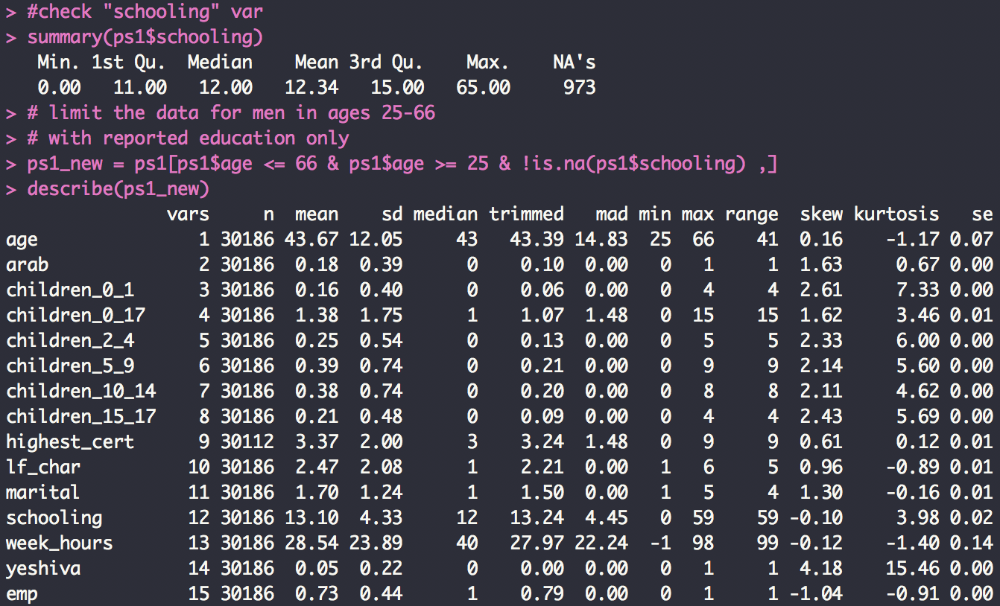 > #check "schooling" var
> summary(ps1$schooling)
   Min. 1st Qu.  Median    Mean 3rd Qu.    Max.    NA's
   0.00   11.00   12.00   12.34   15.00   65.00     973
> # limit the data for men in ages 25-66
> # with reported education only
> ps1_new = ps1[ps1$age <= 66 & ps1$age >= 25 & !is.na(ps1$schooling) ,]
> describe(ps1_new)
               vars     n  mean    sd median trimmed   mad min max range  skew kurtosis   se
age               1 30186 43.67 12.05     43   43.39 14.83  25  66    41  0.16    -1.17 0.07
arab              2 30186  0.18  0.39      0    0.10  0.00   0   1     1  1.63     0.67 0.00
children_0_1      3 30186  0.16  0.40      0    0.06  0.00   0   4     4  2.61     7.33 0.00
children_0_17     4 30186  1.38  1.75      1    1.07  1.48   0  15    15  1.62     3.46 0.01
children_2_4      5 30186  0.25  0.54      0    0.13  0.00   0   5     5  2.33     6.00 0.00
children_5_9      6 30186  0.39  0.74      0    0.21  0.00   0   9     9  2.14     5.60 0.00
children_10_14    7 30186  0.38  0.74      0    0.20  0.00   0   8     8  2.11     4.62 0.00
children_15_17    8 30186  0.21  0.48      0    0.09  0.00   0   4     4  2.43     5.69 0.00
highest_cert      9 30112  3.37  2.00      3    3.24  1.48   0   9     9  0.61     0.12 0.01
lf_char          10 30186  2.47  2.08      1    2.21  0.00   1   6     5  0.96    -0.89 0.01
marital          11 30186  1.70  1.24      1    1.50  0.00   1   5     4  1.30    -0.16 0.01
schooling        12 30186 13.10  4.33     12   13.24  4.45   0  59    59 -0.10     3.98 0.02
week_hours       13 30186 28.54 23.89     40   27.97 22.24  -1  98    99 -0.12    -1.40 0.14
yeshiva          14 30186  0.05  0.22      0    0.00  0.00   0   1     1  4.18    15.46 0.00
emp              15 30186  0.73  0.44      1    0.79  0.00   0   1     1 -1.04    -0.91 0.00